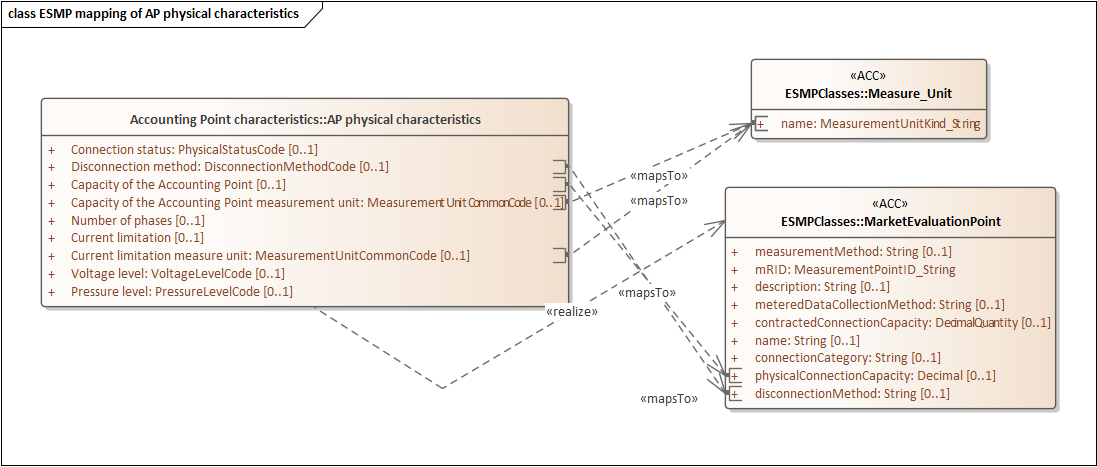 class ESMP mapping of AP physical characteristics
Accounting Point characteristics::AP physical characteristics
+ Connection status: PhysicalStatusCode [0..1]
+ Disconnection method: DisconnectionMethodCode [0..1]
+ Capacity of the Accounting Point [0..1]
+ Capacity of the Accounting Point measurement unit: Measurement Unit CommonCode [0..1]
+ Number of phases [0..1]
+ Current limitation [0..1]
+ Current limitation measure unit: MeasurementUnitCommonCode [0..1]
+ Voltage level: VoltageLevelCode [0..1]
+ Pressure level: PressureLevelCode [0..1]
«ACC»
ESMPClasses::Measure_Unit
+ name: MeasurementUnitKind_String
«mapsTo»
«mapsTo»
«ACC»
ESMPClasses::MarketEvaluationPoint
+ measurementMethod: String [0..1]
+ mRID: MeasurementPointID_String
+ description: String [0..1]
+ meteredDataCollectionMethod: String [0..1]
+ contractedConnectionCapacity: DecimalQuantity [0..1]
+ name: String [0..1]
+ connectionCategory: String [0..1]
+ physicalConnectionCapacity: Decimal [0..1]
+ disconnectionMethod: String [0..1]
«mapsTo»
«realize»
«mapsTo»